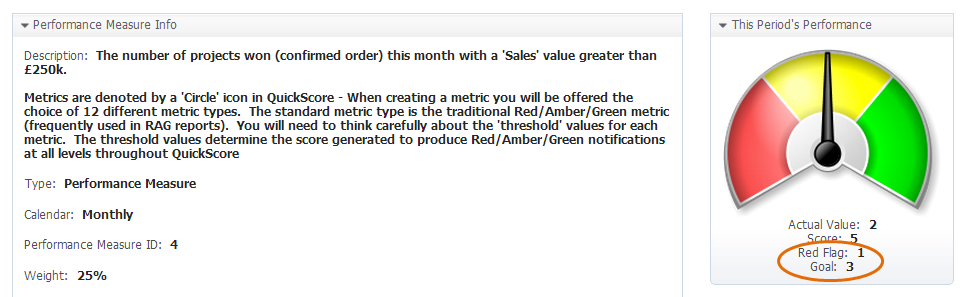 Performance Measure Info
Description: The number of projects won (confirmed order) this month with a 'Sales' value greater than
£250k.
Metrics are denoted by a 'Circle' icon in QuickScore - When creating a metric you will be offered the
choice of 12 different metric types. The standard metric type is the traditional Red/Amber/Green metric
(frequently used in RAG reports). You will need to think carefully about the 'threshold' values for each
metric. The threshold values determine the score generated to produce Red/Amber/Green notifications
at all levels throughout QuickScore
Type: Performance Measure
Calendar: Monthly
Performance Measure ID: 4
Weight: 25%
This Period's Performance
Actual Value: 2
Score: 5
Red Flag: 1
Goal: 3